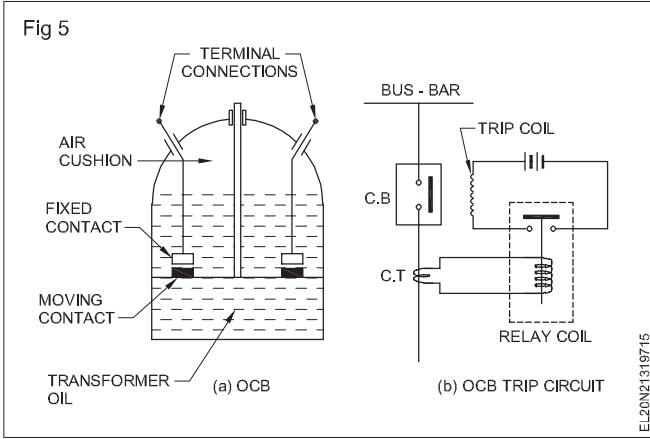 Fig 5
TERMINAL
CONNECTIONS
AIR
CUSHION
FIXED
CONTACT
MOVING
CONTACT
TRANSFORMER
OIL
(a) OCB
BUS - BAR
TRIP COIL
C.B
C.T
RELAY COIL
(b) OCB TRIP CIRCUIT
EL20N21319715